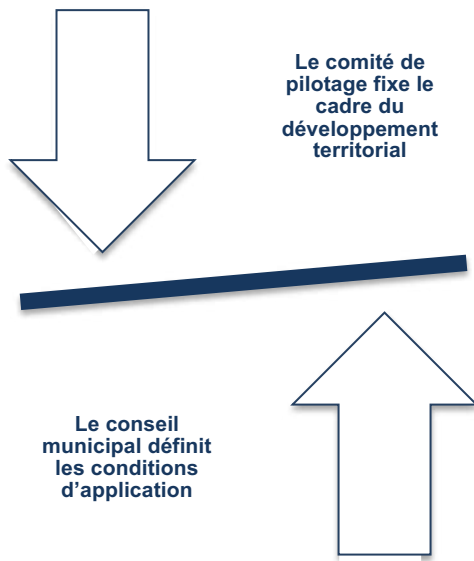 Le comité de
pilotage fixe le
cadre du
développement
territorial
Le conseil
municipal définit
les conditions
d’application